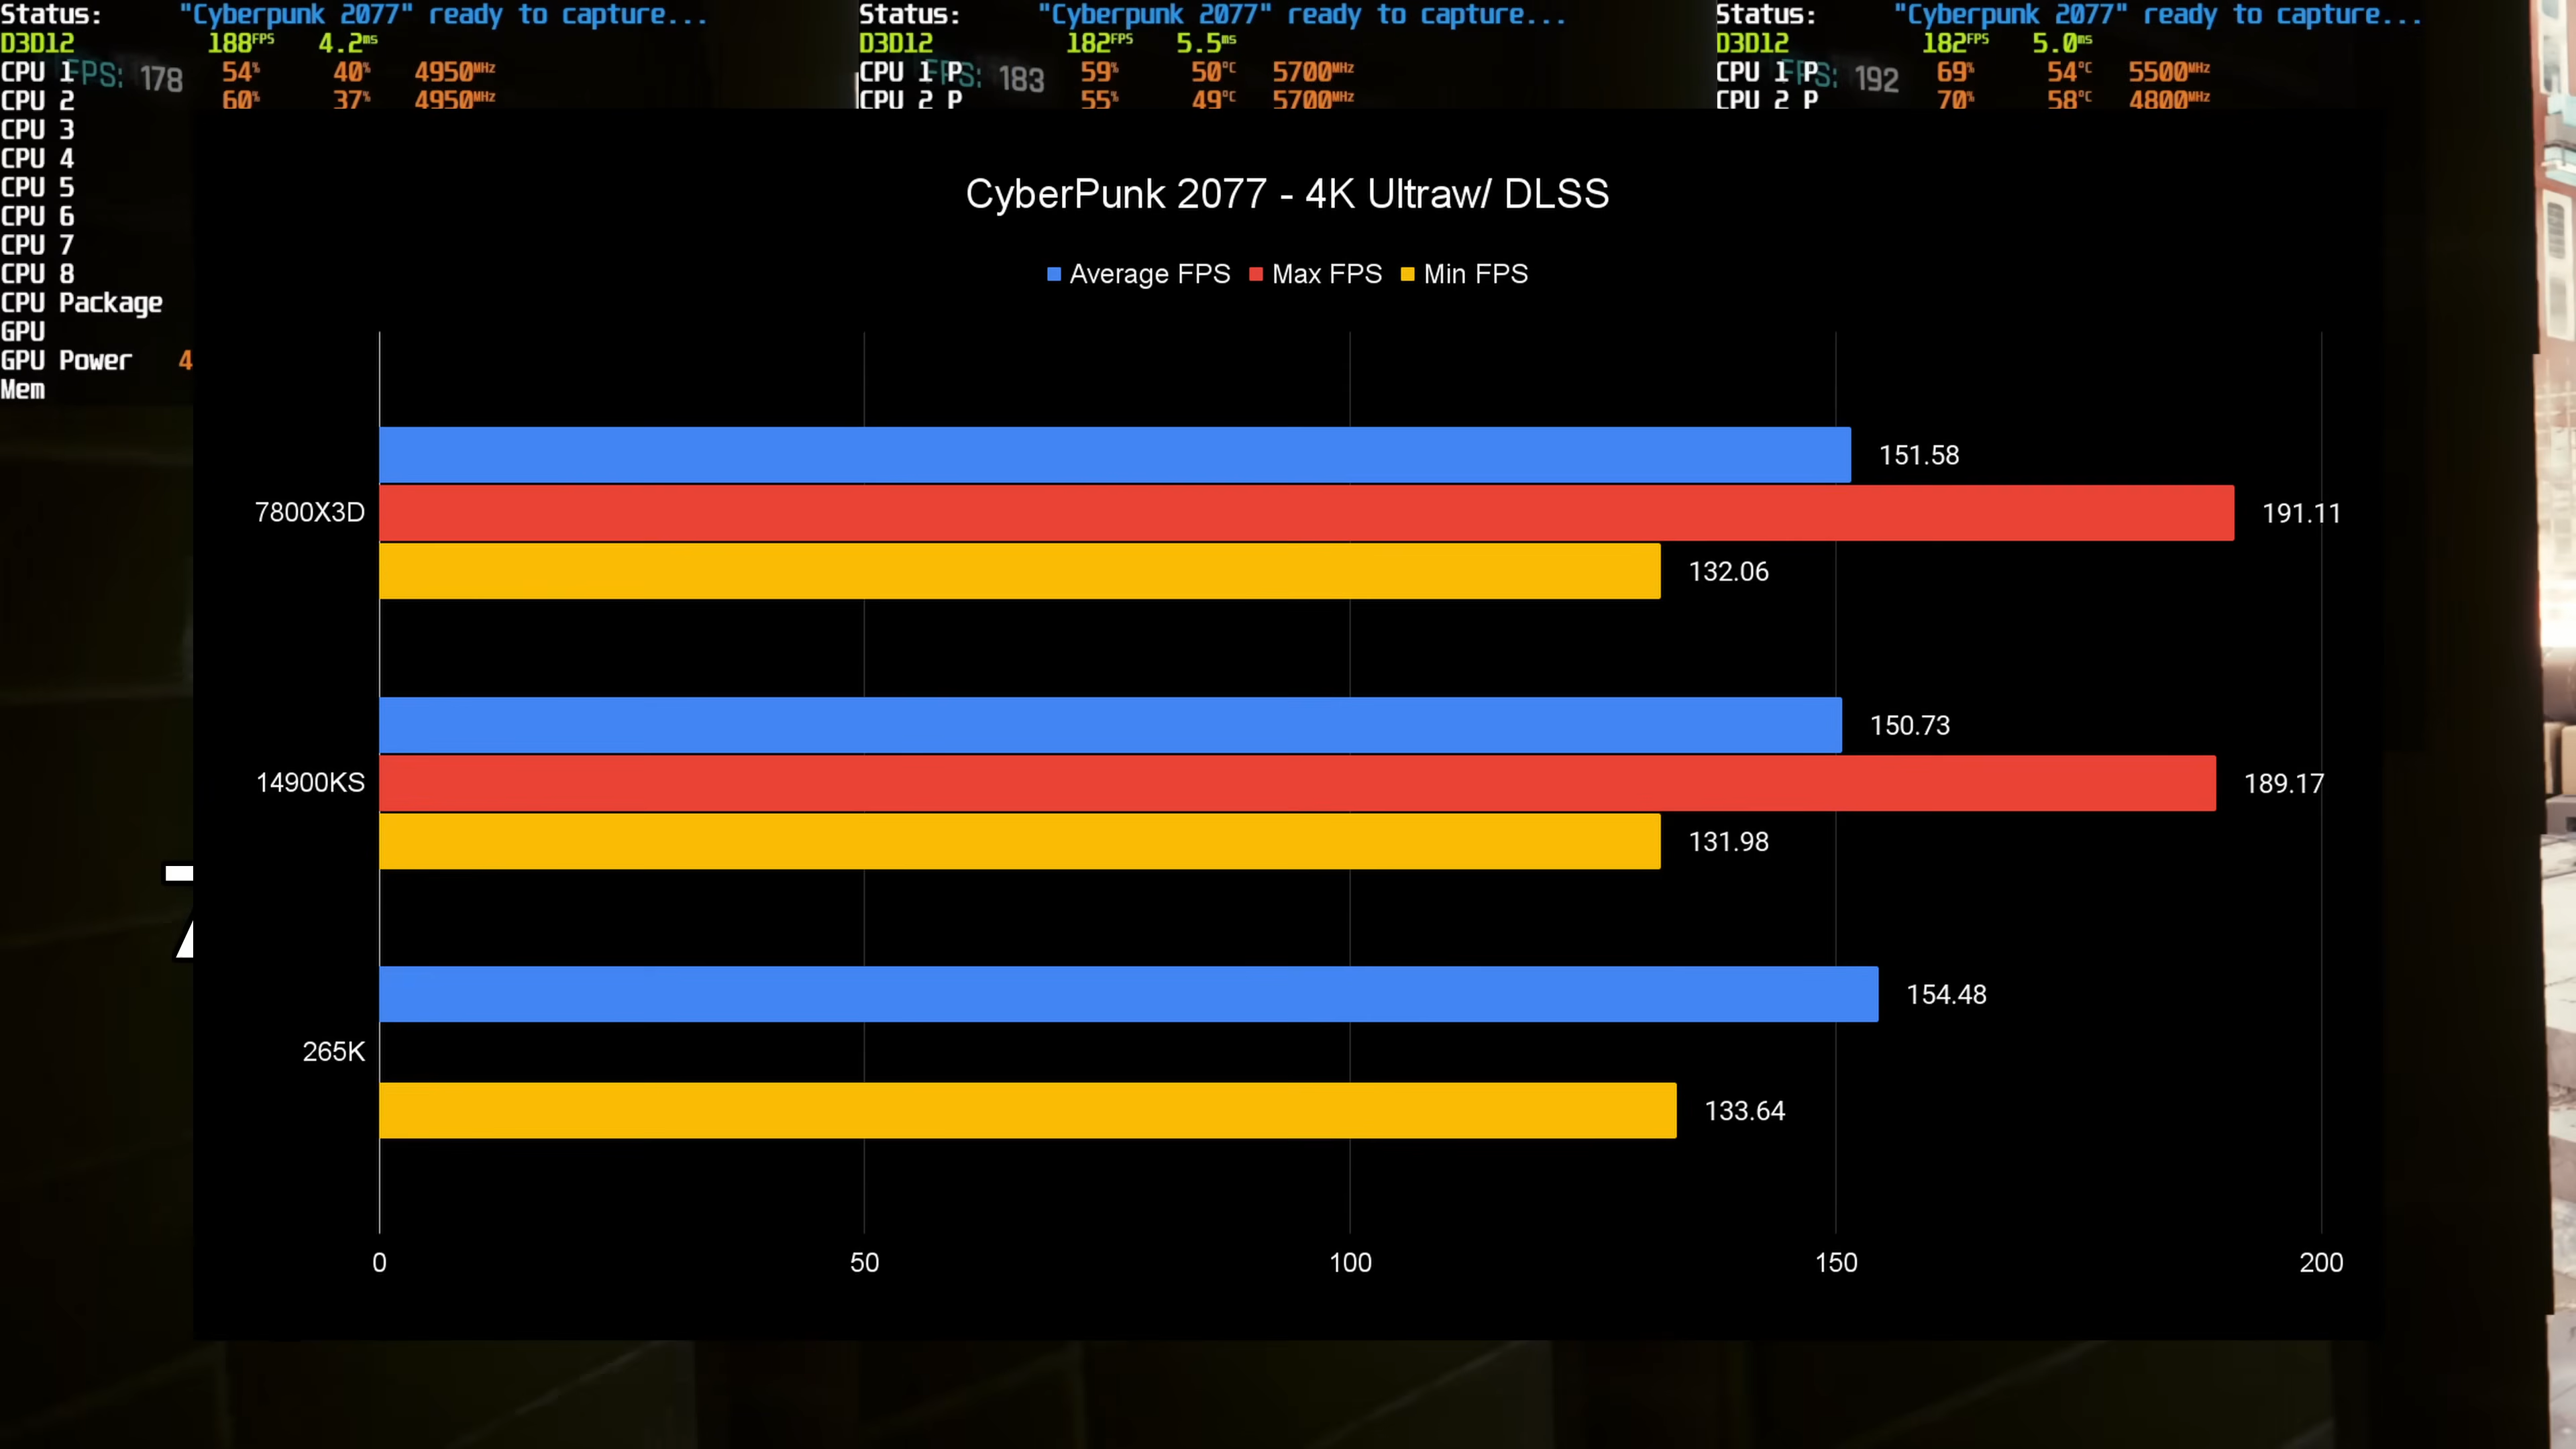 Status: "Cyberpunk 2077" ready to capture...
D3D12 188FPS 4.2ms
CPU 1 FPS: 178 54% 40% 4950MHz
CPU 2 60% 37% 4950MHz
CPU 3
CPU 4
CPU 5
CPU 6
CPU 7
CPU 8
CPU Package
GPU
GPU Power 4
Mem
Status: "Cyberpunk 2077" ready to capture...
D3D12 182FPS 5.5ms
CPU 1 P FPS: 183 59% 50°C 5700MHz
CPU 2 P 55% 49°C 5700MHz
Status: "Cyberpunk 2077" ready to capture...
D3D12 182FPS 5.0ms
CPU 1 P FPS: 192 69% 54°C 5500MHz
CPU 2 P 70% 58°C 4800MHz
CyberPunk 2077 - 4K Ultraw/ DLSS
Average FPS Max FPS Min FPS
7800X3D
151.58
191.11
132.06
14900KS
150.73
189.17
131.98
265K
154.48
133.64
0 50 100 150 200
7